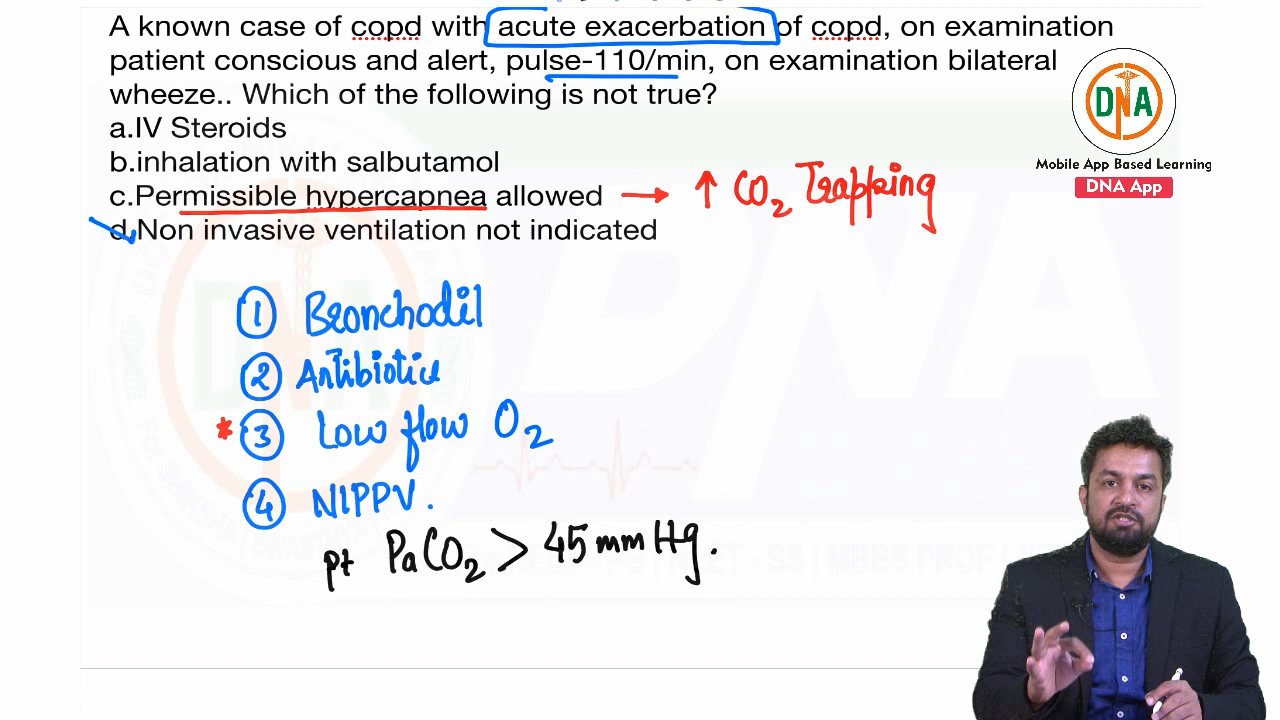 A known case of copd with acute exacerbation of copd, on examination
patient conscious and alert, pulse-110/min, on examination bilateral
wheeze.. Which of the following is not true?
a.IV Steroids
b.inhalation with salbutamol
c.Permissible hypercapnea allowed → ↑ CO2 Trapping
d.Non invasive ventilation not indicated
DNA
Mobile App Based Learning
DNA App
① Bronchodil
② Antibiotic
* ③ Low flow O2
④ NIPPV.
pt PaCO2 > 45 mmHg.